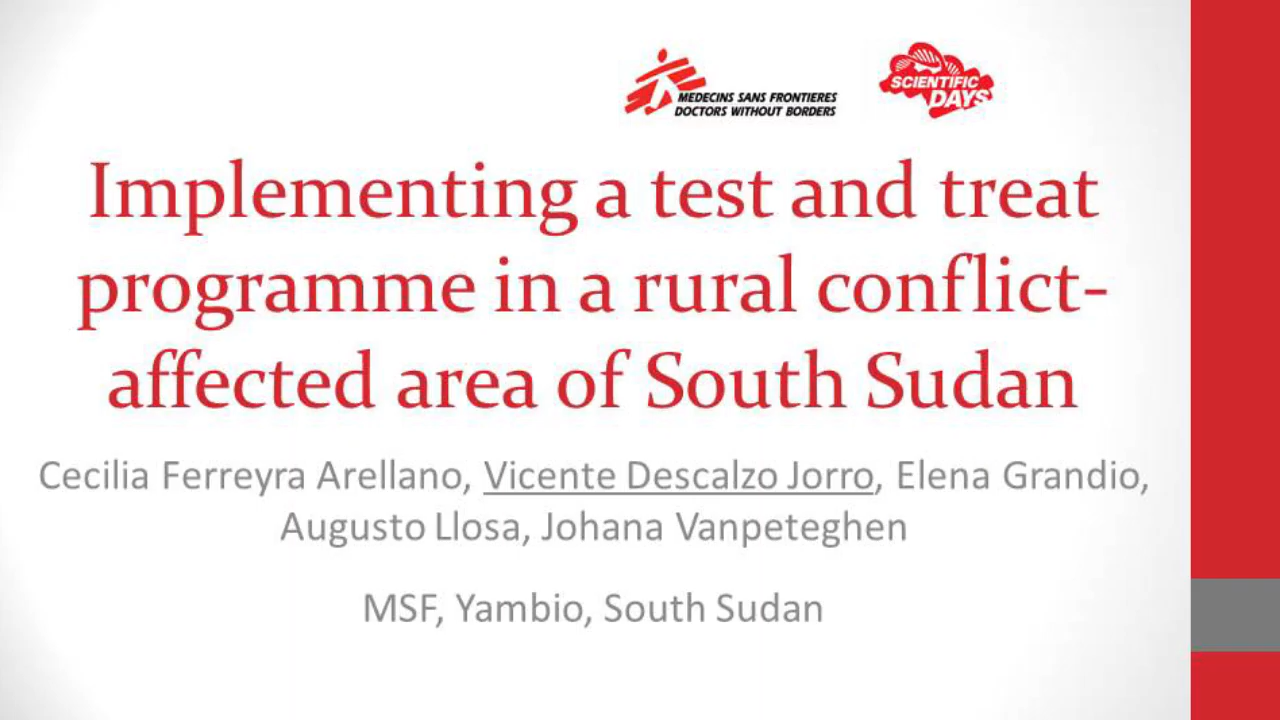 MEDECINS SANS FRONTIERES
DOCTORS WITHOUT BORDERS
SCIENTIFIC
DAYS
Implementing a test and treat
programme in a rural conflict-
affected area of South Sudan
Cecilia Ferreyra Arellano, Vicente Descalzo Jorro, Elena Grandio,
Augusto Llosa, Johana Vanpeteghen
MSF, Yambio, South Sudan